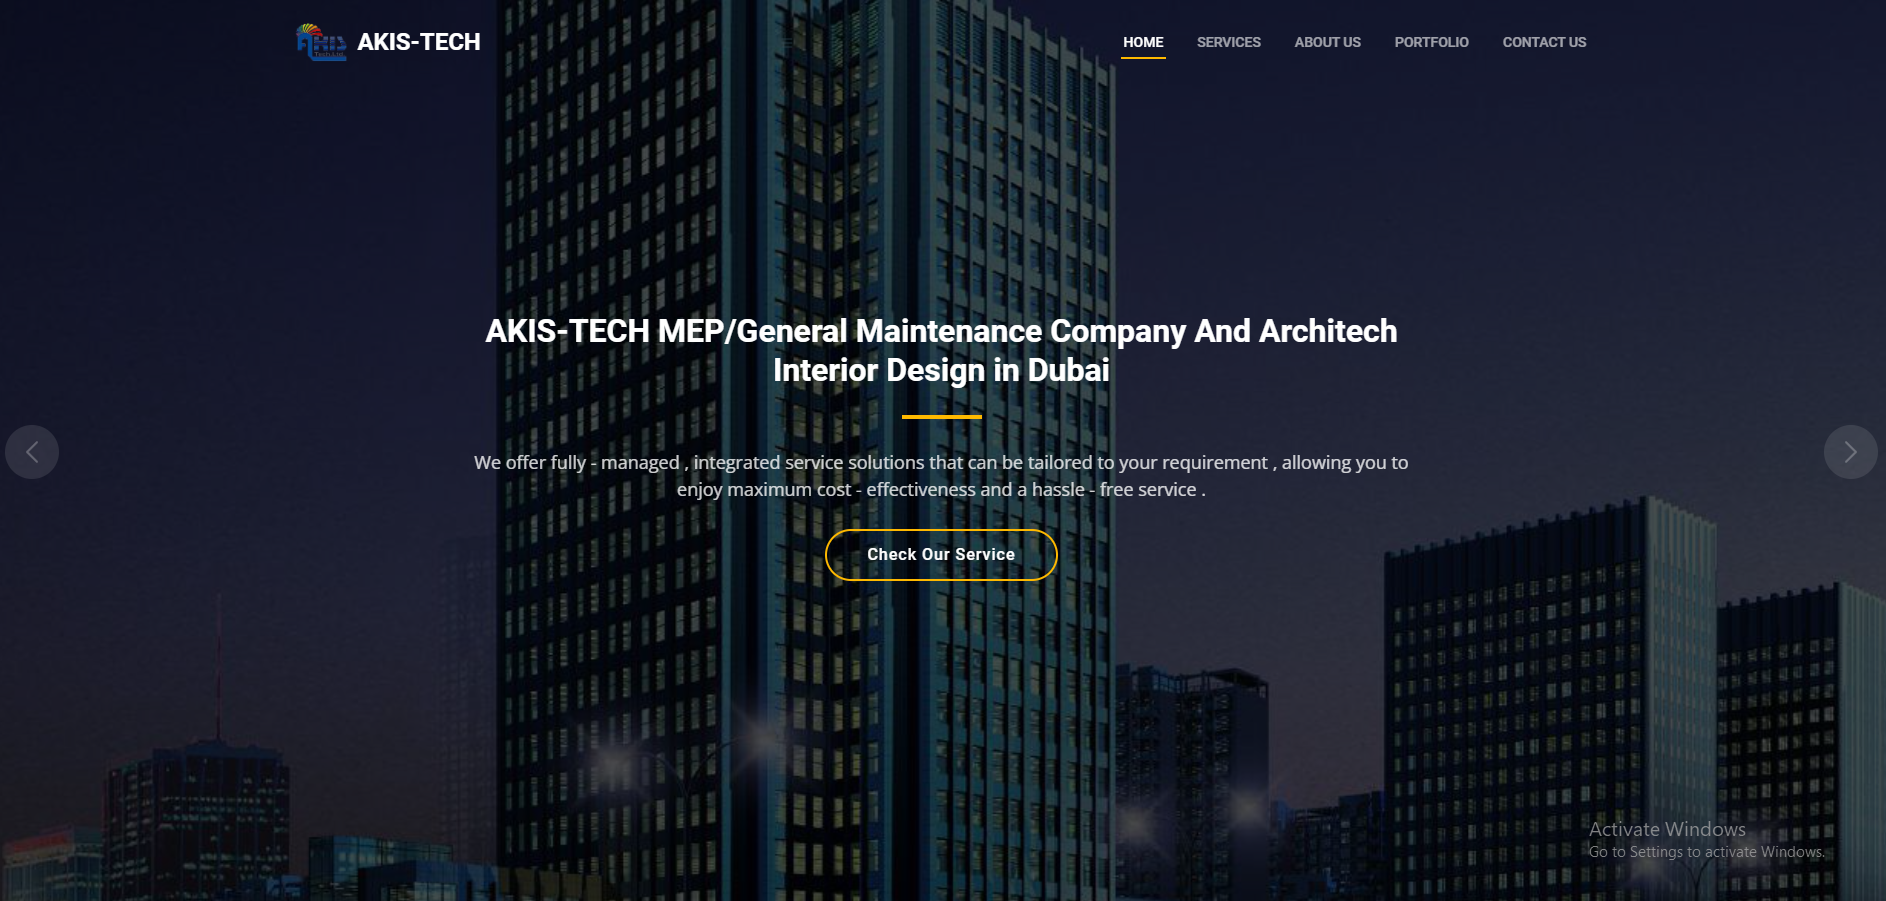 AKIS-TECH
HOME
SERVICES
ABOUT US
PORTFOLIO
CONTACT US
AKIS-TECH MEP/General Maintenance Company And Architech
Interior Design in Dubai
We offer fully - managed , integrated service solutions that can be tailored to your requirement , allowing you to
enjoy maximum cost - effectiveness and a hassle - free service .
Check Our Service
Activate Windows
Go to Settings to activate Windows.